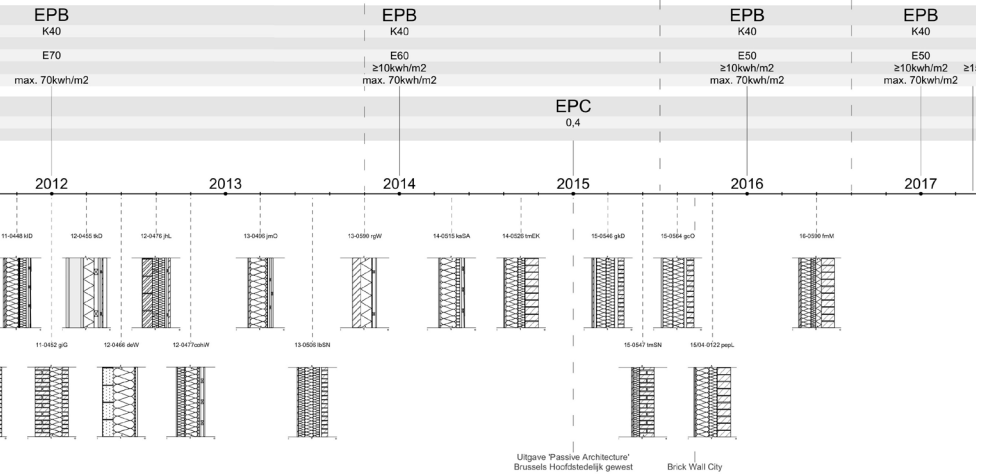 EPB EPB EPB EPB
K40 K40 K40 K40
E70 E60 E50 E50
≥10kwh/m2 ≥10kwh/m2 ≥10kwh/m2
max. 70kwh/m2 max. 70kwh/m2 max. 70kwh/m2 max. 70kwh/m2
EPC
0,4
2012 2013 2014 2015 2016 2017
11-0448 kiD 12-0455 tkD 12-0476 jhL 13-0406 jmO 13-0590 rgW 14-0515 kaSA 14-0526 tmEK 15-0546 gkD 15-0564 gcO 16-0590 fmM
11-0452 giG 12-0466 deW 12-0477cohW 13-0506 lbSN 15-0547 tmSN 15/04-0122 pepL
Uitgave 'Passive Architecture'
Brussels Hoofdstedelijk gewest Brick Wall City